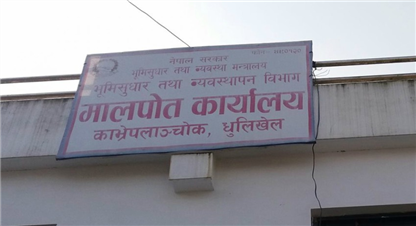 नेपाल सरकार
भूमिसुधार तथा व्यवस्था मन्त्रालय
भूमिसुधार तथा व्यवस्थापन विभाग
मालपोत कार्यालय
काभ्रेपलाञ्चोक, धुलिखेल